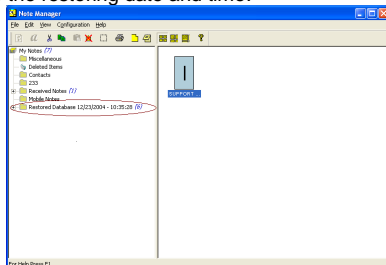 the restoring date and time.
Note Manager
File Edit View Configuration Help
My Notes (7)
Miscellaneous
Deleted Items
Contacts
233
Received Notes (1)
Mobile Notes
Restored Database 12/23/2004 - 10:35:28 (6)
SUPPORT ...
For Help Press F1